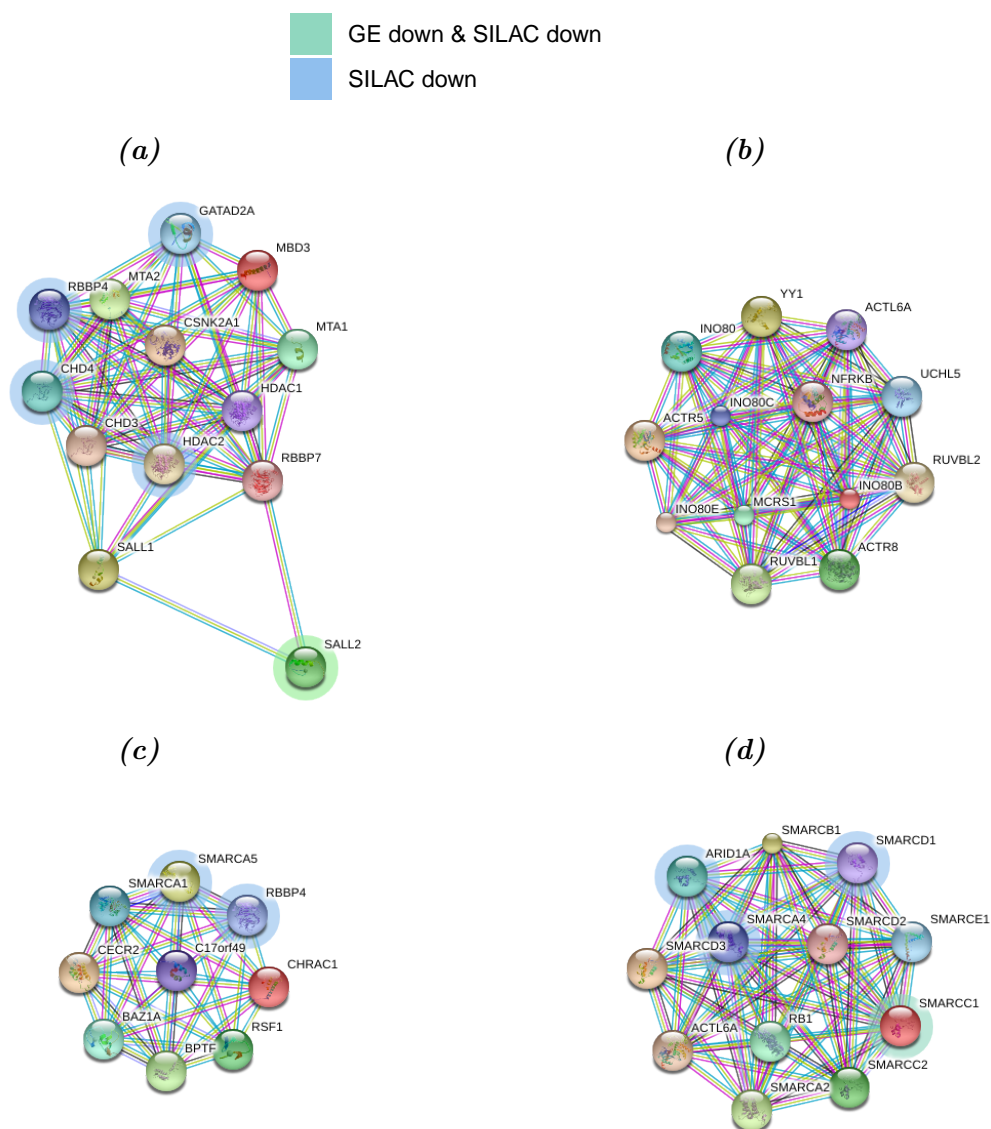 GE down & SILAC down
SILAC down
(a)
(b)
GATAD2A
MBD3
RBBP4
MTA2
CSNK2A1
MTA1
CHD4
HDAC1
CHD3
HDAC2
RBBP7
SALL1
SALL2
YY1
ACTL6A
INO80
NFRKB
UCHL5
INO80C
ACTR5
RUVBL2
INO80B
MCRS1
INO80E
ACTR8
RUVBL1
(c)
(d)
SMARCA5
SMARCA1
RBBP4
CECR2
C17orf49
CHRAC1
BAZ1A
RSF1
BPTF
SMARCB1
SMARCD1
ARID1A
SMARCA4
SMARCD2
SMARCE1
SMARCD3
SMARCC1
RB1
ACTL6A
SMARCC2
SMARCA2